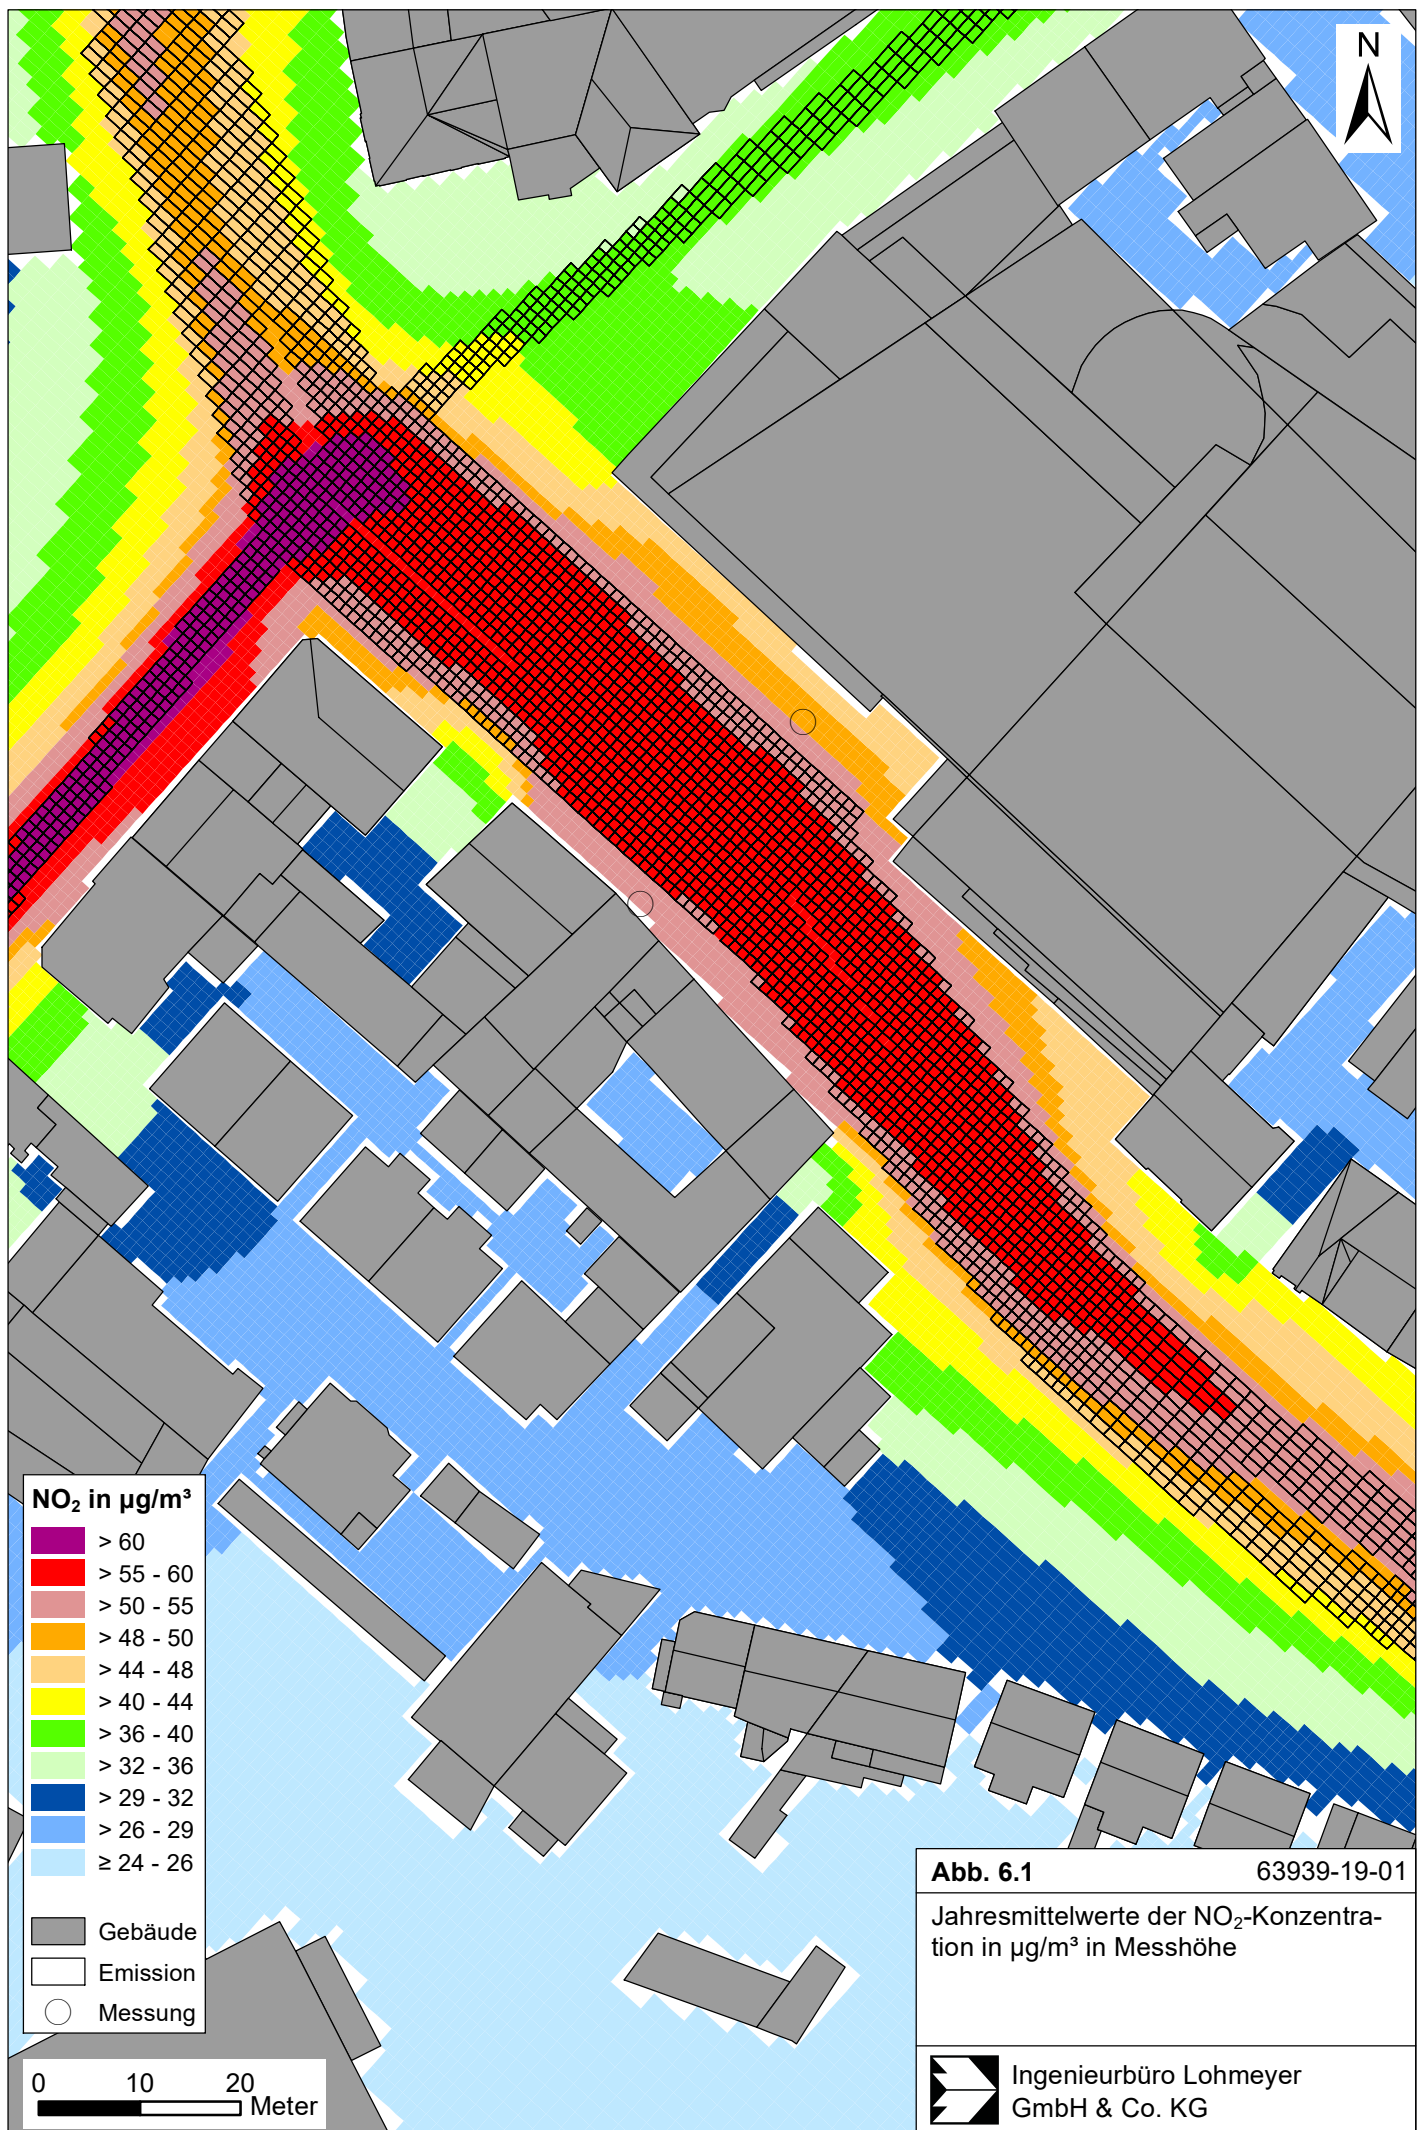 N
NO₂ in µg/m³
> 60
> 55 - 60
> 50 - 55
> 48 - 50
> 44 - 48
> 40 - 44
> 36 - 40
> 32 - 36
> 29 - 32
> 26 - 29
≥ 24 - 26
Gebäude
Emission
Messung
0 10 20
Meter
Abb. 6.1 63939-19-01
Jahresmittelwerte der NO₂-Konzentra-
tion in µg/m³ in Messhöhe
Ingenieurbüro Lohmeyer
GmbH & Co. KG